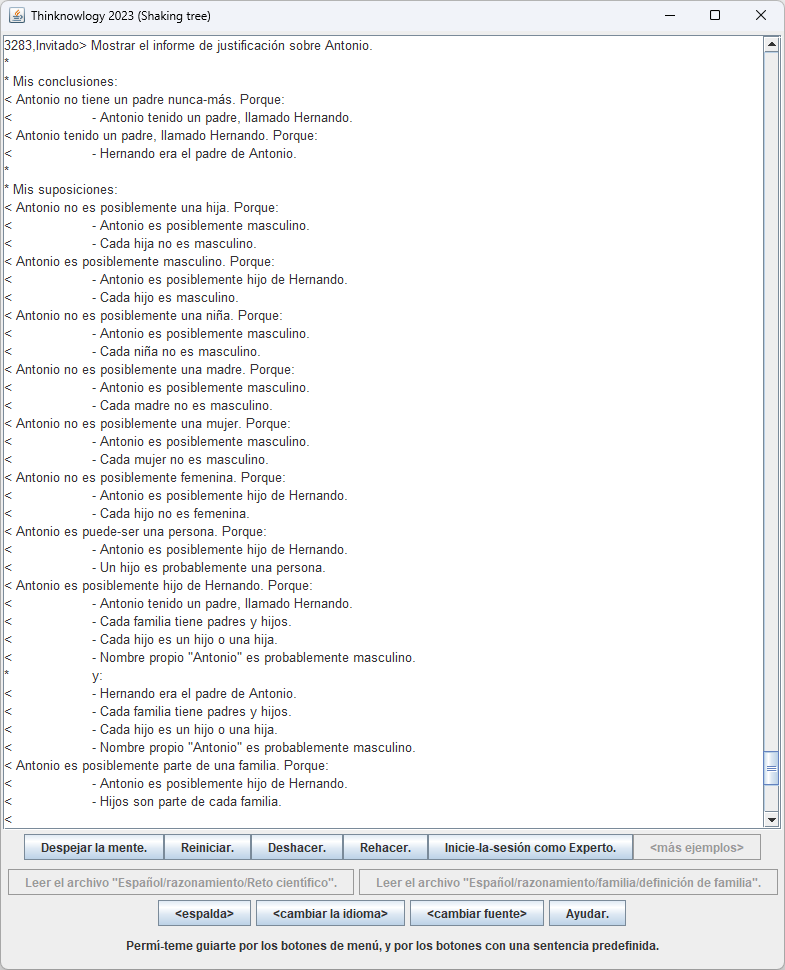 Thinknowlogy 2023 (Shaking tree)
3283,Invitado> Mostrar el informe de justificación sobre Antonio.
*
* Mis conclusiones:
< Antonio no tiene un padre nunca-más. Porque:
< - Antonio tenido un padre, llamado Hernando.
< Antonio tenido un padre, llamado Hernando. Porque:
< - Hernando era el padre de Antonio.
*
* Mis suposiciones:
< Antonio no es posiblemente una hija. Porque:
< - Antonio es posiblemente masculino.
< - Cada hija no es masculino.
< Antonio es posiblemente masculino. Porque:
< - Antonio es posiblemente hijo de Hernando.
< - Cada hijo es masculino.
< Antonio no es posiblemente una niña. Porque:
< - Antonio es posiblemente masculino.
< - Cada niña no es masculino.
< Antonio no es posiblemente una madre. Porque:
< - Antonio es posiblemente masculino.
< - Cada madre no es masculino.
< Antonio no es posiblemente una mujer. Porque:
< - Antonio es posiblemente masculino.
< - Cada mujer no es masculino.
< Antonio no es posiblemente femenina. Porque:
< - Antonio es posiblemente hijo de Hernando.
< - Cada hijo no es femenina.
< Antonio es puede-ser una persona. Porque:
< - Antonio es posiblemente hijo de Hernando.
< - Un hijo es probablemente una persona.
< Antonio es posiblemente hijo de Hernando. Porque:
< - Antonio tenido un padre, llamado Hernando.
< - Cada familia tiene padres y hijos.
< - Cada hijo es un hijo o una hija.
< - Nombre propio "Antonio" es probablemente masculino.
* y:
< - Hernando era el padre de Antonio.
< - Cada familia tiene padres y hijos.
< - Cada hijo es un hijo o una hija.
< - Nombre propio "Antonio" es probablemente masculino.
< Antonio es posiblemente parte de una familia. Porque:
< - Antonio es posiblemente hijo de Hernando.
< - Hijos son parte de cada familia.
<
Despejar la mente. Reiniciar. Deshacer. Rehacer. Inicie-la-sesión como Experto. <más ejemplos>
Leer el archivo "Español/razonamiento/Reto científico". Leer el archivo "Español/razonamiento/familia/definición de familia".
<espalda> <cambiar la idioma> <cambiar fuente> Ayudar.
Permí-teme guiarte por los botones de menú, y por los botones con una sentencia predefinida.